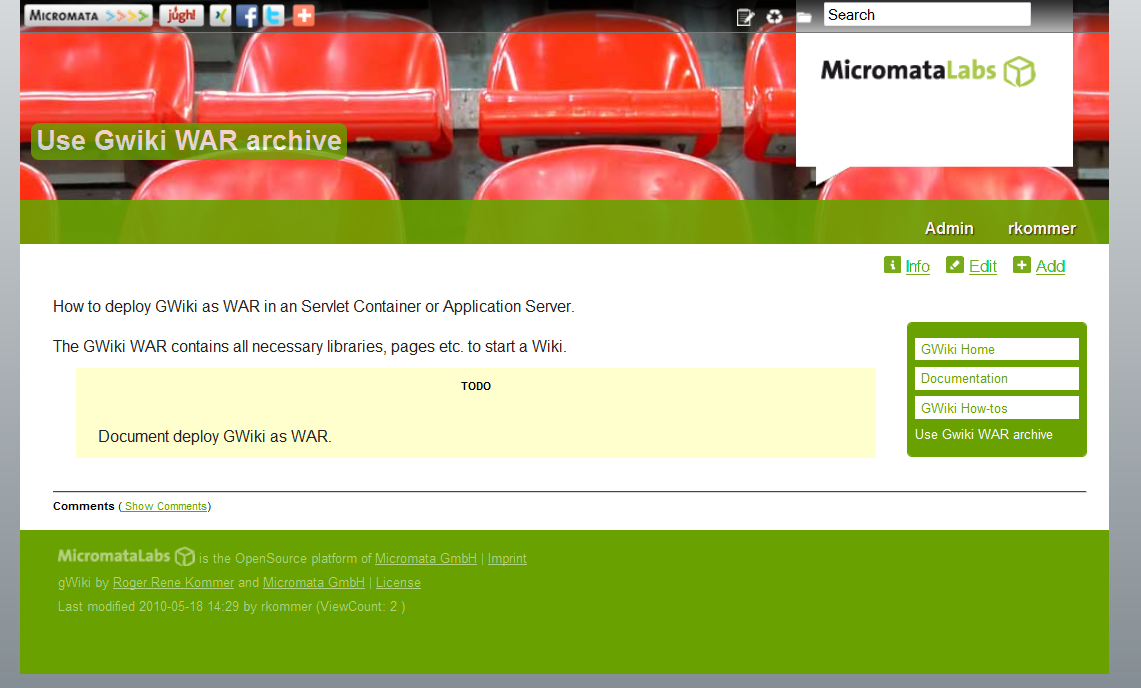 MICROMATA jugh! f t Search
MicromataLabs
Use Gwiki WAR archive
Admin rkommer
Info Edit Add
How to deploy GWiki as WAR in an Servlet Container or Application Server.
The GWiki WAR contains all necessary libraries, pages etc. to start a Wiki.
TODO
Document deploy GWiki as WAR.
GWiki Home
Documentation
GWiki How-tos
Use Gwiki WAR archive
Comments ( Show Comments)
MicromataLabs is the OpenSource platform of Micromata GmbH | Imprint
gWiki by Roger Rene Kommer and Micromata GmbH | License
Last modified 2010-05-18 14:29 by rkommer (ViewCount: 2 )